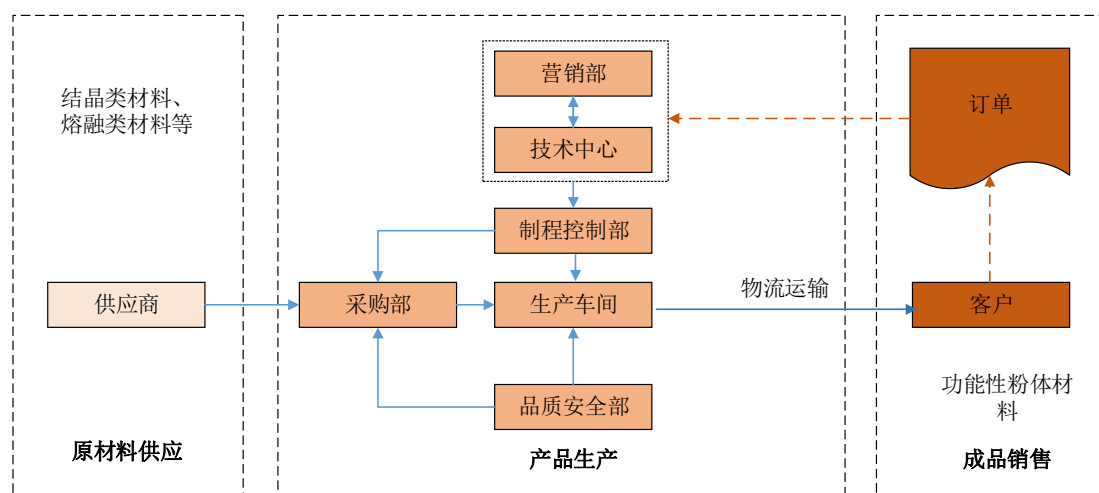 结晶类材料、
熔融类材料等
供应商
原材料供应
营销部
技术中心
制程控制部
采购部
生产车间
品质安全部
产品生产
物流运输
订单
客户
功能性粉体材
料
成品销售